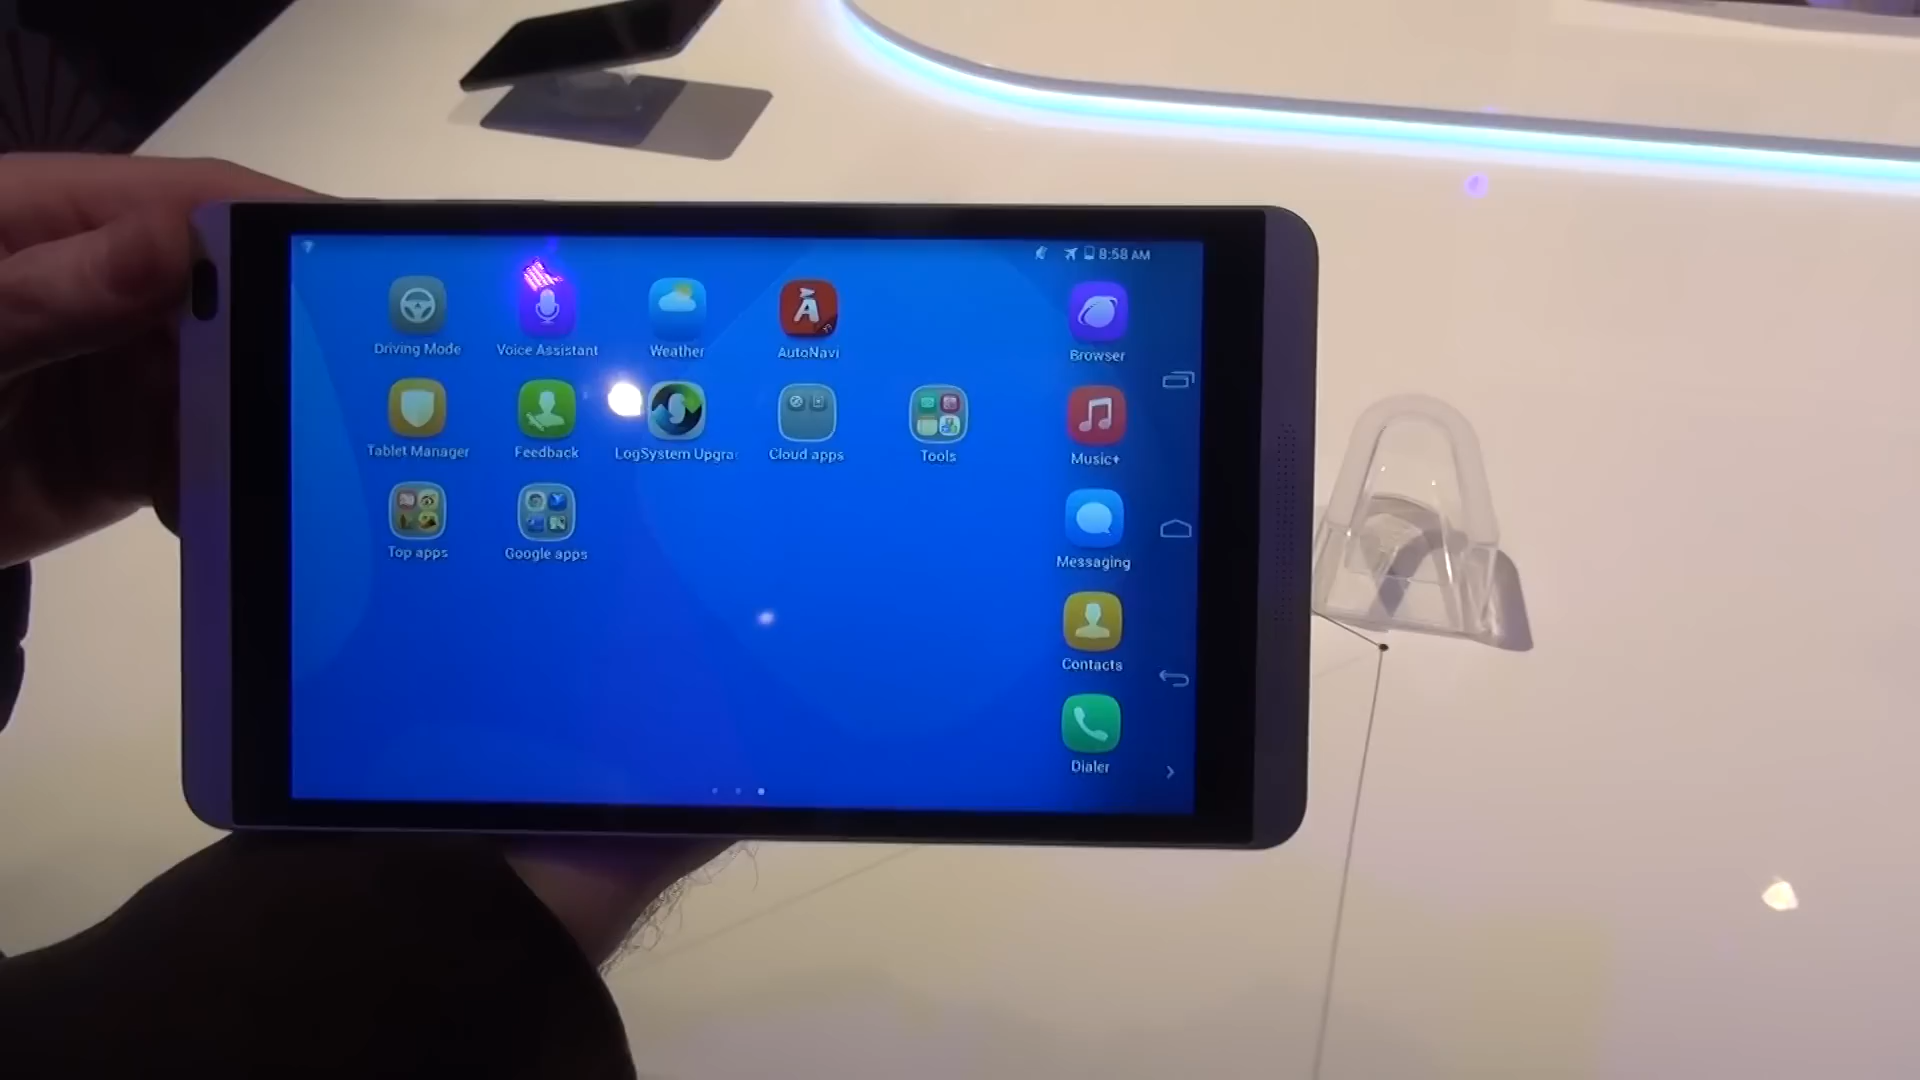 8:58 AM
Driving Mode
Voice Assistant
Weather
AutoNavi
Browser
Tablet Manager
Feedback
LogSystem Upgra
Cloud apps
Tools
Music+
Top apps
Google apps
Messaging
Contacts
Dialer